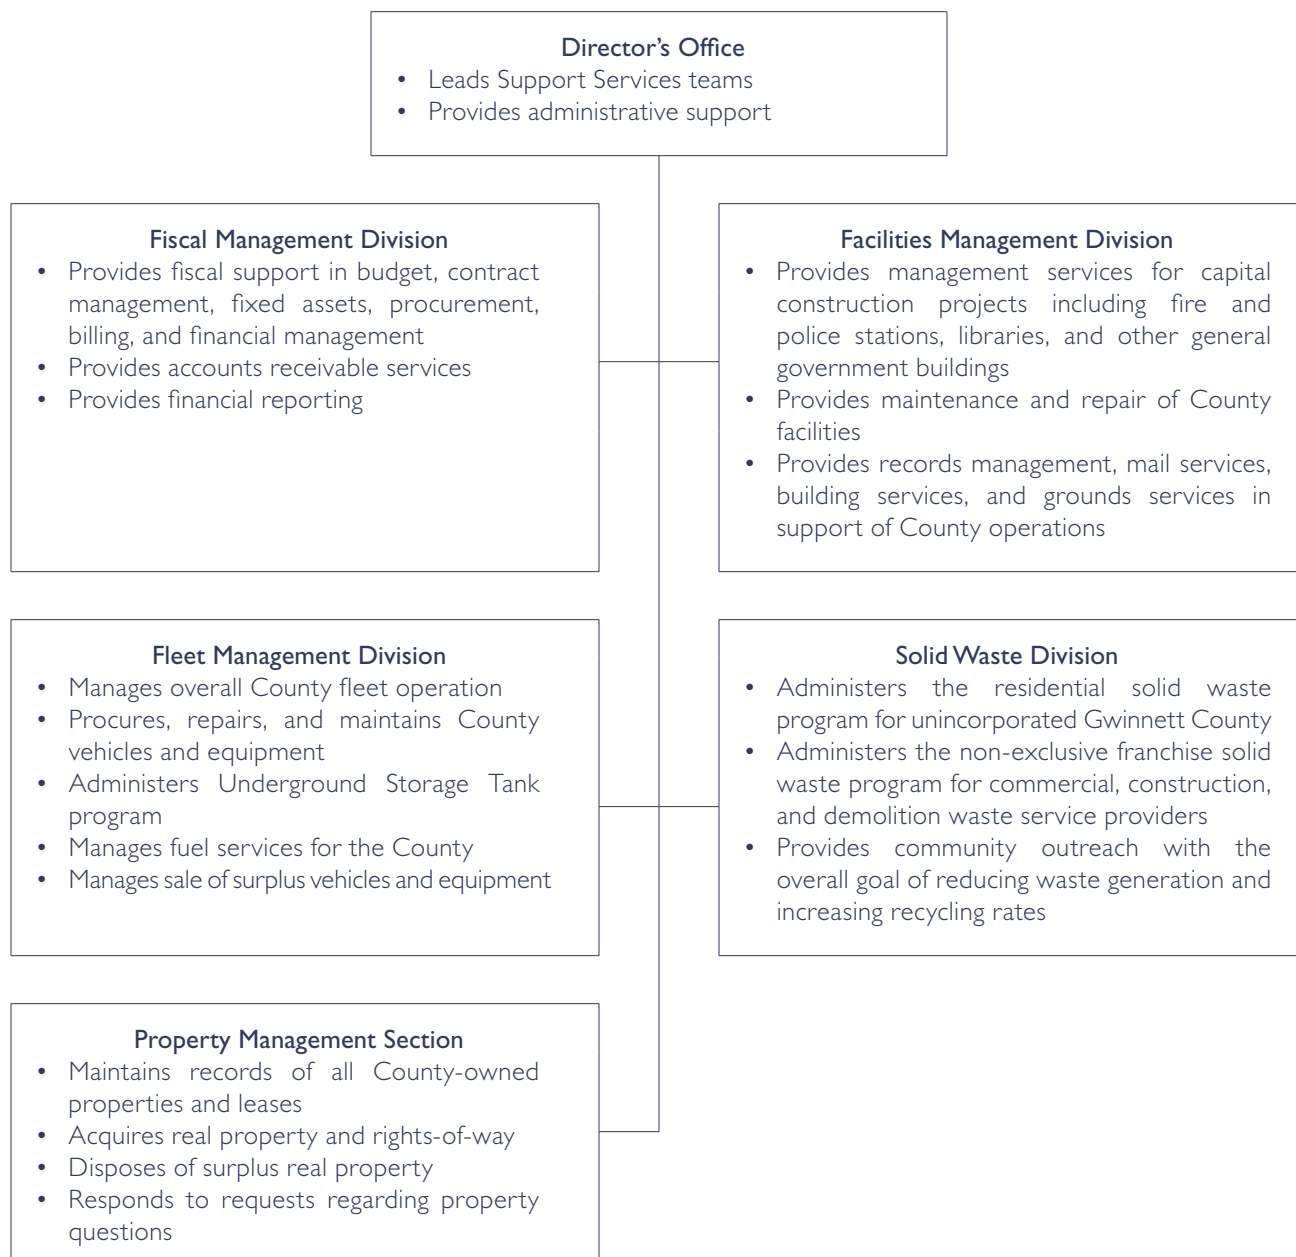 Director's Office
• Leads Support Services teams
• Provides administrative support
Fiscal Management Division
• Provides fiscal support in budget, contract
management, fixed assets, procurement,
billing, and financial management
• Provides accounts receivable services
• Provides financial reporting
Facilities Management Division
• Provides management services for capital
construction projects including fire and
police stations, libraries, and other general
government buildings
• Provides maintenance and repair of County
facilities
• Provides records management, mail services,
building services, and grounds services in
support of County operations
Fleet Management Division
• Manages overall County fleet operation
• Procures, repairs, and maintains County
vehicles and equipment
• Administers Underground Storage Tank
program
• Manages fuel services for the County
• Manages sale of surplus vehicles and equipment
Solid Waste Division
• Administers the residential solid waste
program for unincorporated Gwinnett County
• Administers the non-exclusive franchise solid
waste program for commercial, construction,
and demolition waste service providers
• Provides community outreach with the
overall goal of reducing waste generation and
increasing recycling rates
Property Management Section
• Maintains records of all County-owned
properties and leases
• Acquires real property and rights-of-way
• Disposes of surplus real property
• Responds to requests regarding property
questions